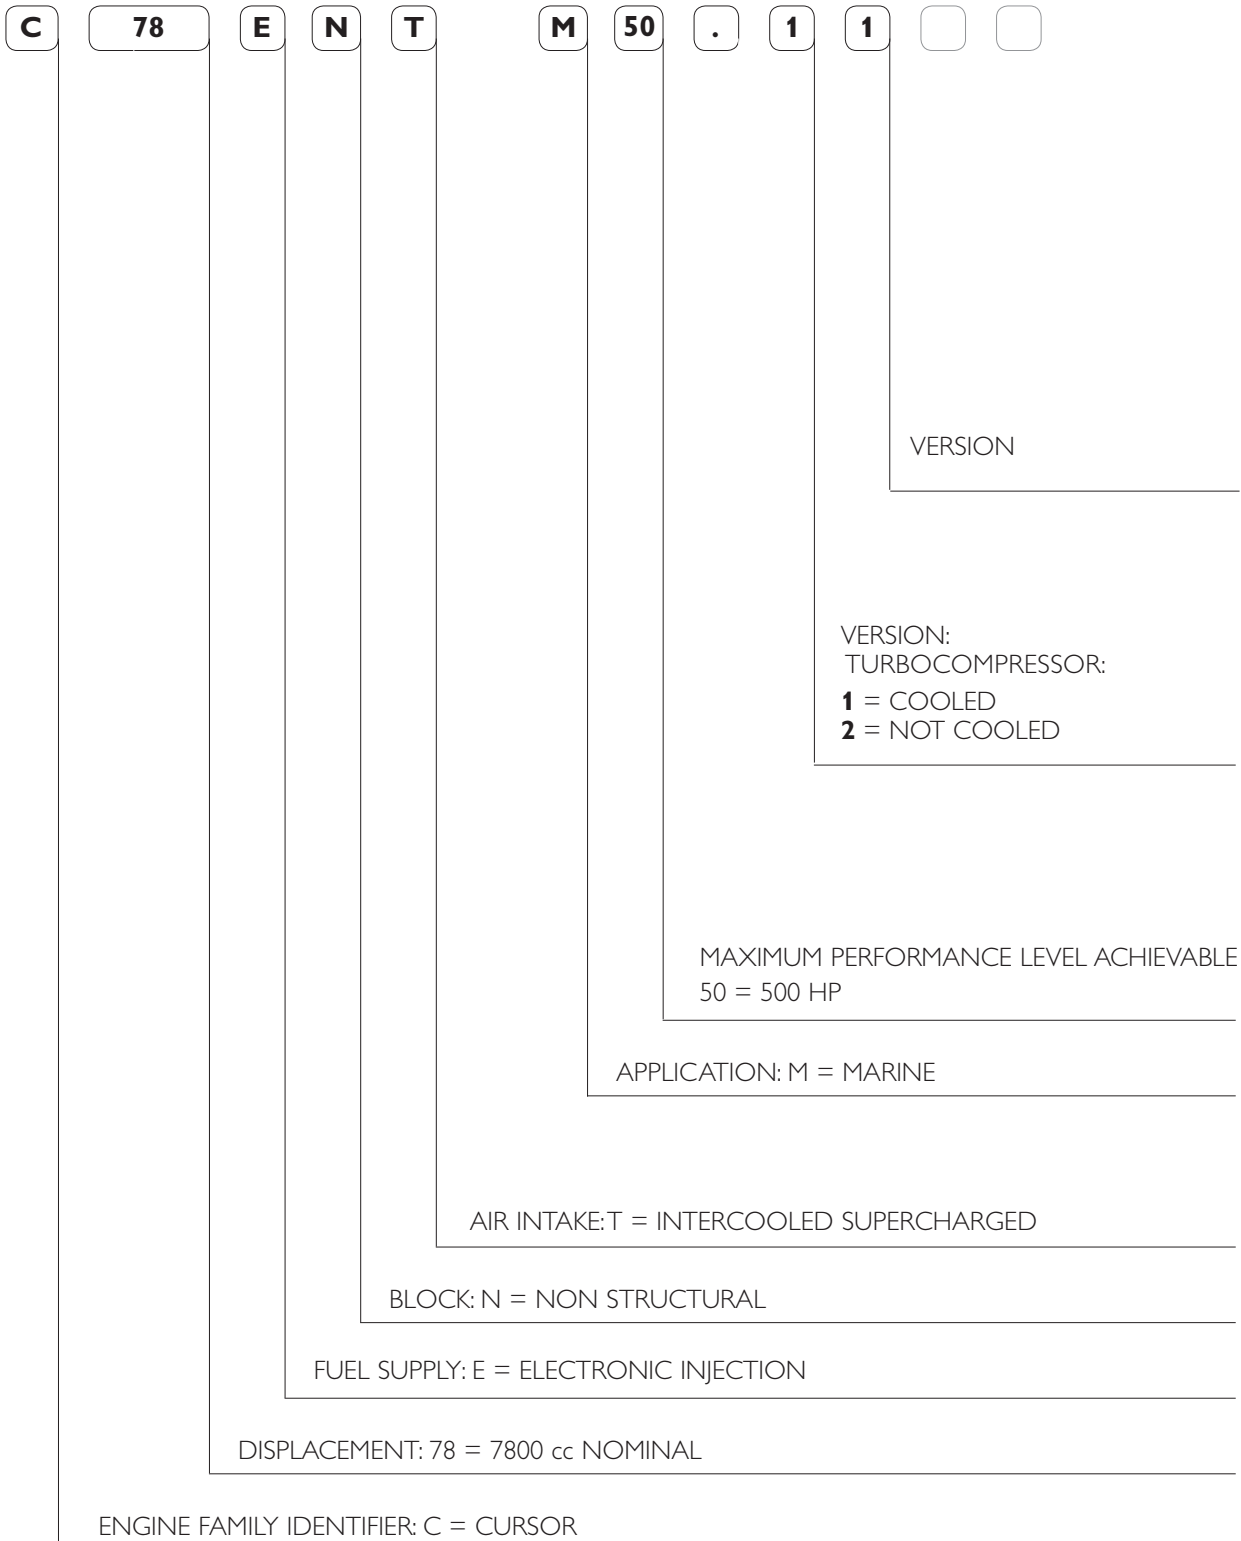 C 78 E N T M 50 . 1 1
VERSION
VERSION:
TURBOCOMPRESSOR:
1 = COOLED
2 = NOT COOLED
MAXIMUM PERFORMANCE LEVEL ACHIEVABLE
50 = 500 HP
APPLICATION: M = MARINE
AIR INTAKE: T = INTERCOOLED SUPERCHARGED
BLOCK: N = NON STRUCTURAL
FUEL SUPPLY: E = ELECTRONIC INJECTION
DISPLACEMENT: 78 = 7800 cc NOMINAL
ENGINE FAMILY IDENTIFIER: C = CURSOR